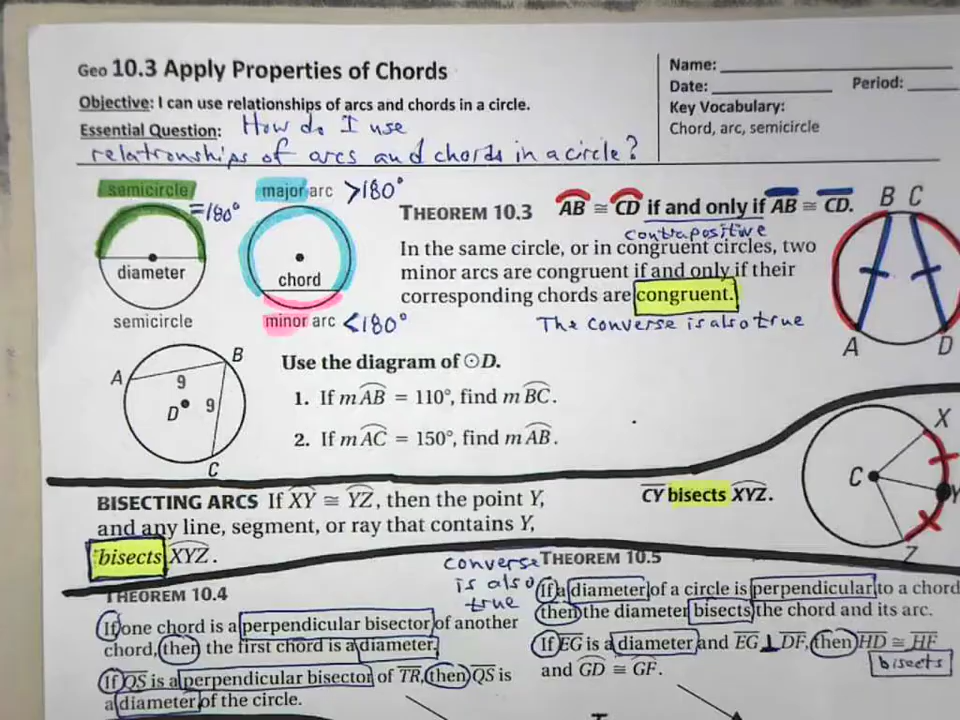 Geo 10.3 Apply Properties of Chords
Name:
Date: Period:
Objective: I can use relationships of arcs and chords in a circle.
Key Vocabulary:
Essential Question: How do I use
Chord, arc, semicircle
relationships of arcs and chords in a circle?
semicircle =180°
diameter
semicircle
major arc >180°
chord
minor arc <180°
THEOREM 10.3 AB ≅ CD if and only if AB ≅ CD.
contrapositive
In the same circle, or in congruent circles, two
minor arcs are congruent if and only if their
corresponding chords are congruent.
The converse is also true
B C
A D
A B
9
D 9
C
Use the diagram of ⊙D.
1. If mAB = 110°, find mBC.
2. If mAC = 150°, find mAB.
BISECTING ARCS If XY ≅ YZ, then the point Y,
and any line, segment, or ray that contains Y,
bisects XYZ.
CY bisects XYZ.
X
C
Y
Z
THEOREM 10.4
If one chord is a perpendicular bisector of another
chord, then the first chord is a diameter.
If QS is a perpendicular bisector of TR, then QS is
a diameter of the circle.
converse
is also
true
THEOREM 10.5
If a diameter of a circle is perpendicular to a chord
then the diameter bisects the chord and its arc.
If EG is a diameter and EG ⊥ DF, then HD ≅ HF
and GD ≅ GF.
bisects